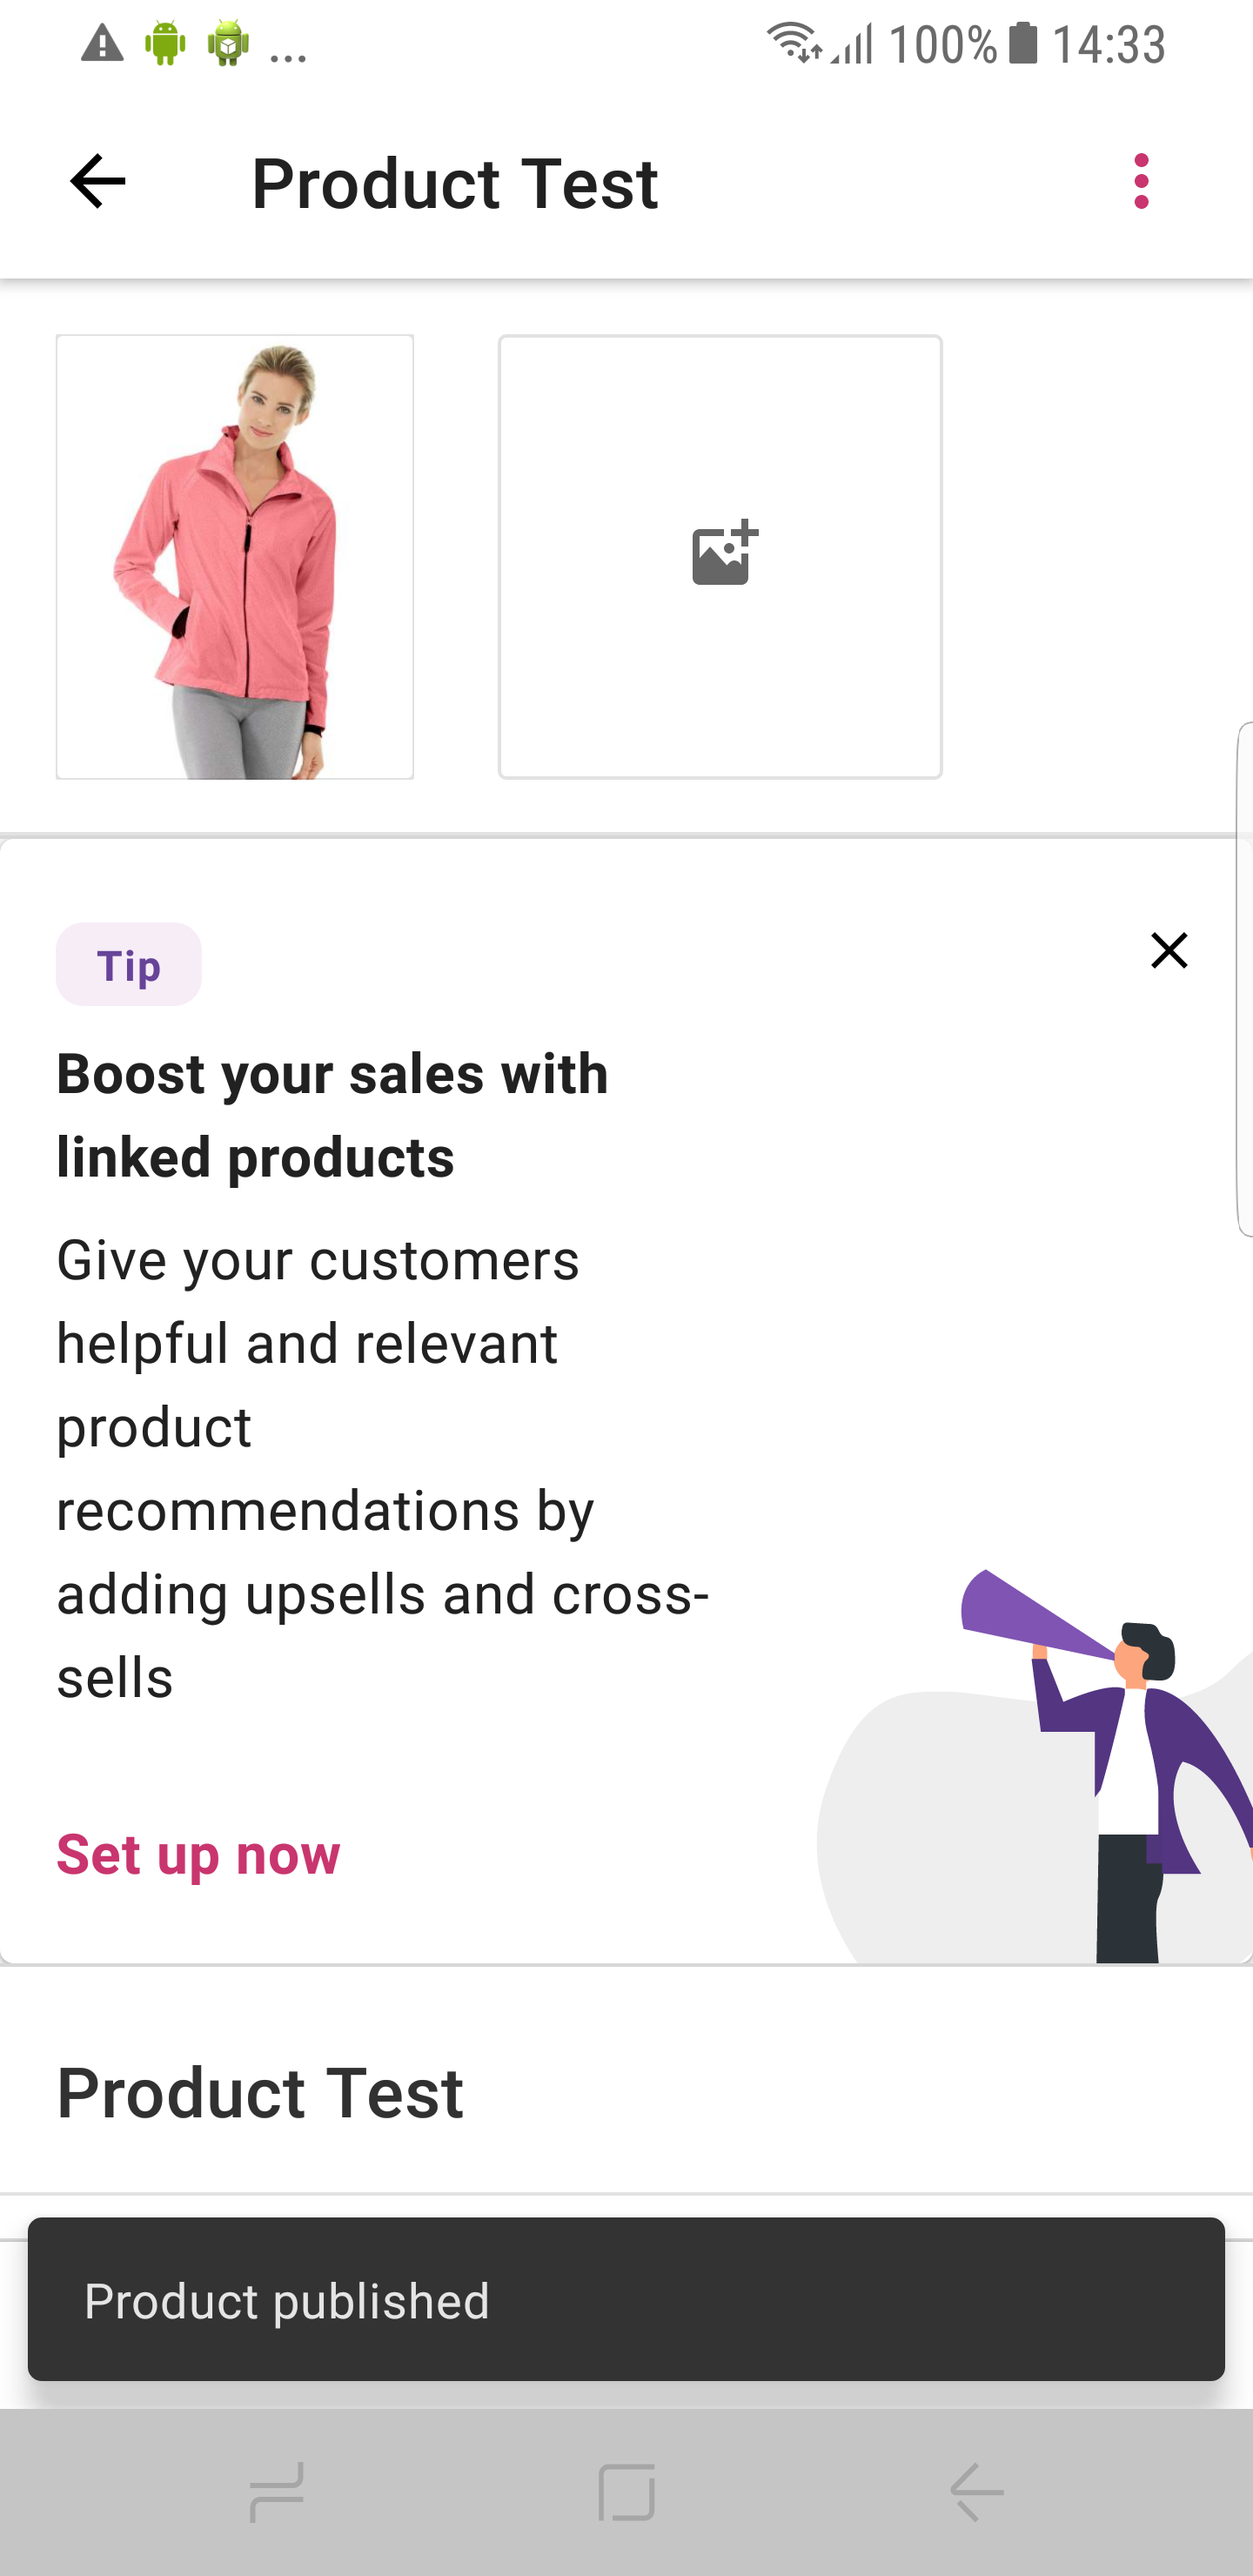 ... 100% 14:33
Product Test
Tip
Boost your sales with
linked products
Give your customers
helpful and relevant
product
recommendations by
adding upsells and cross-
sells
Set up now
Product Test
Product published